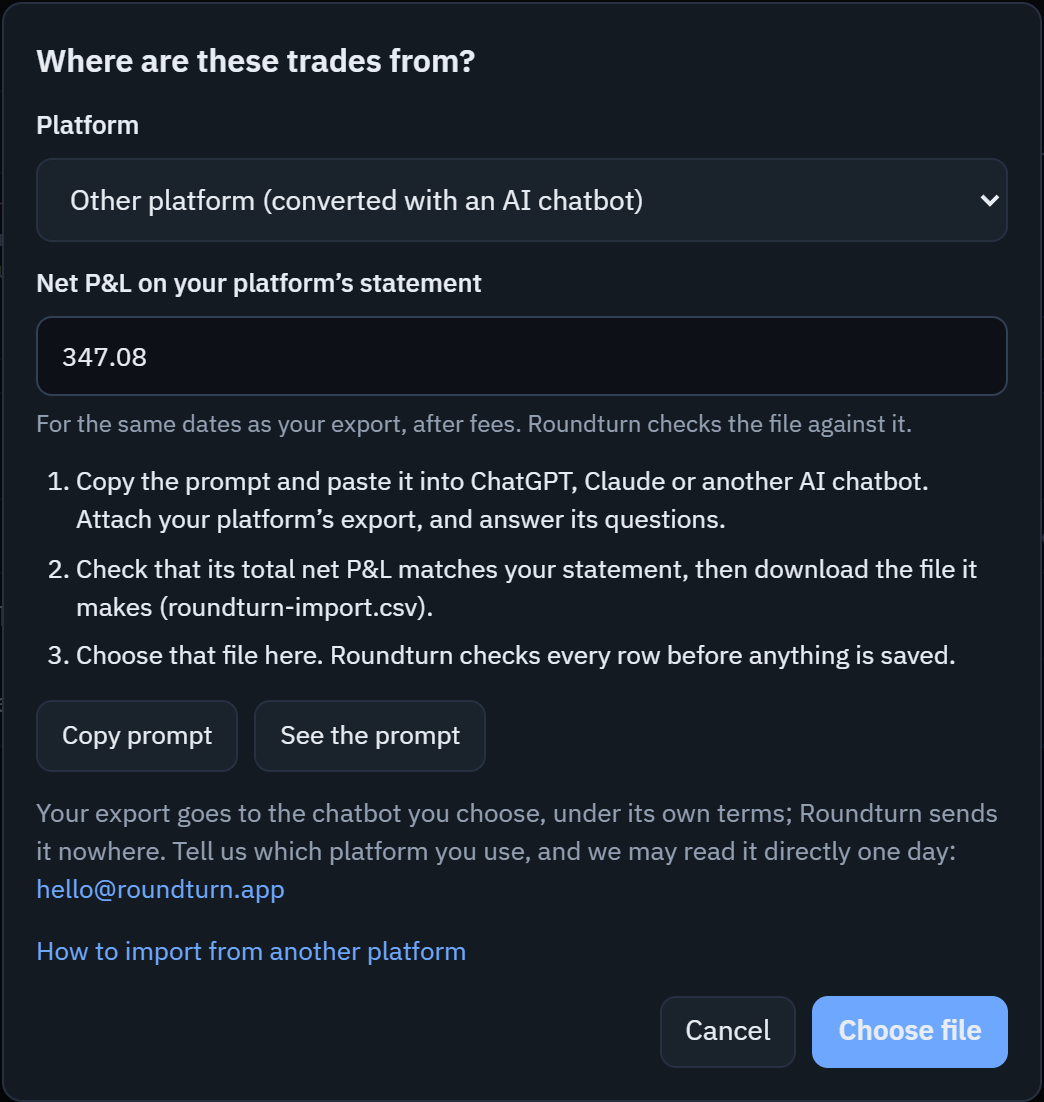 Where are these trades from?
Platform
Other platform (converted with an AI chatbot)
Net P&L on your platform’s statement
347.08
For the same dates as your export, after fees. Roundturn checks the file against it.
1. Copy the prompt and paste it into ChatGPT, Claude or another AI chatbot.
Attach your platform’s export, and answer its questions.
2. Check that its total net P&L matches your statement, then download the file it
makes (roundturn-import.csv).
3. Choose that file here. Roundturn checks every row before anything is saved.
Copy prompt
See the prompt
Your export goes to the chatbot you choose, under its own terms; Roundturn sends
it nowhere. Tell us which platform you use, and we may read it directly one day:
hello@roundturn.app
How to import from another platform
Cancel
Choose file